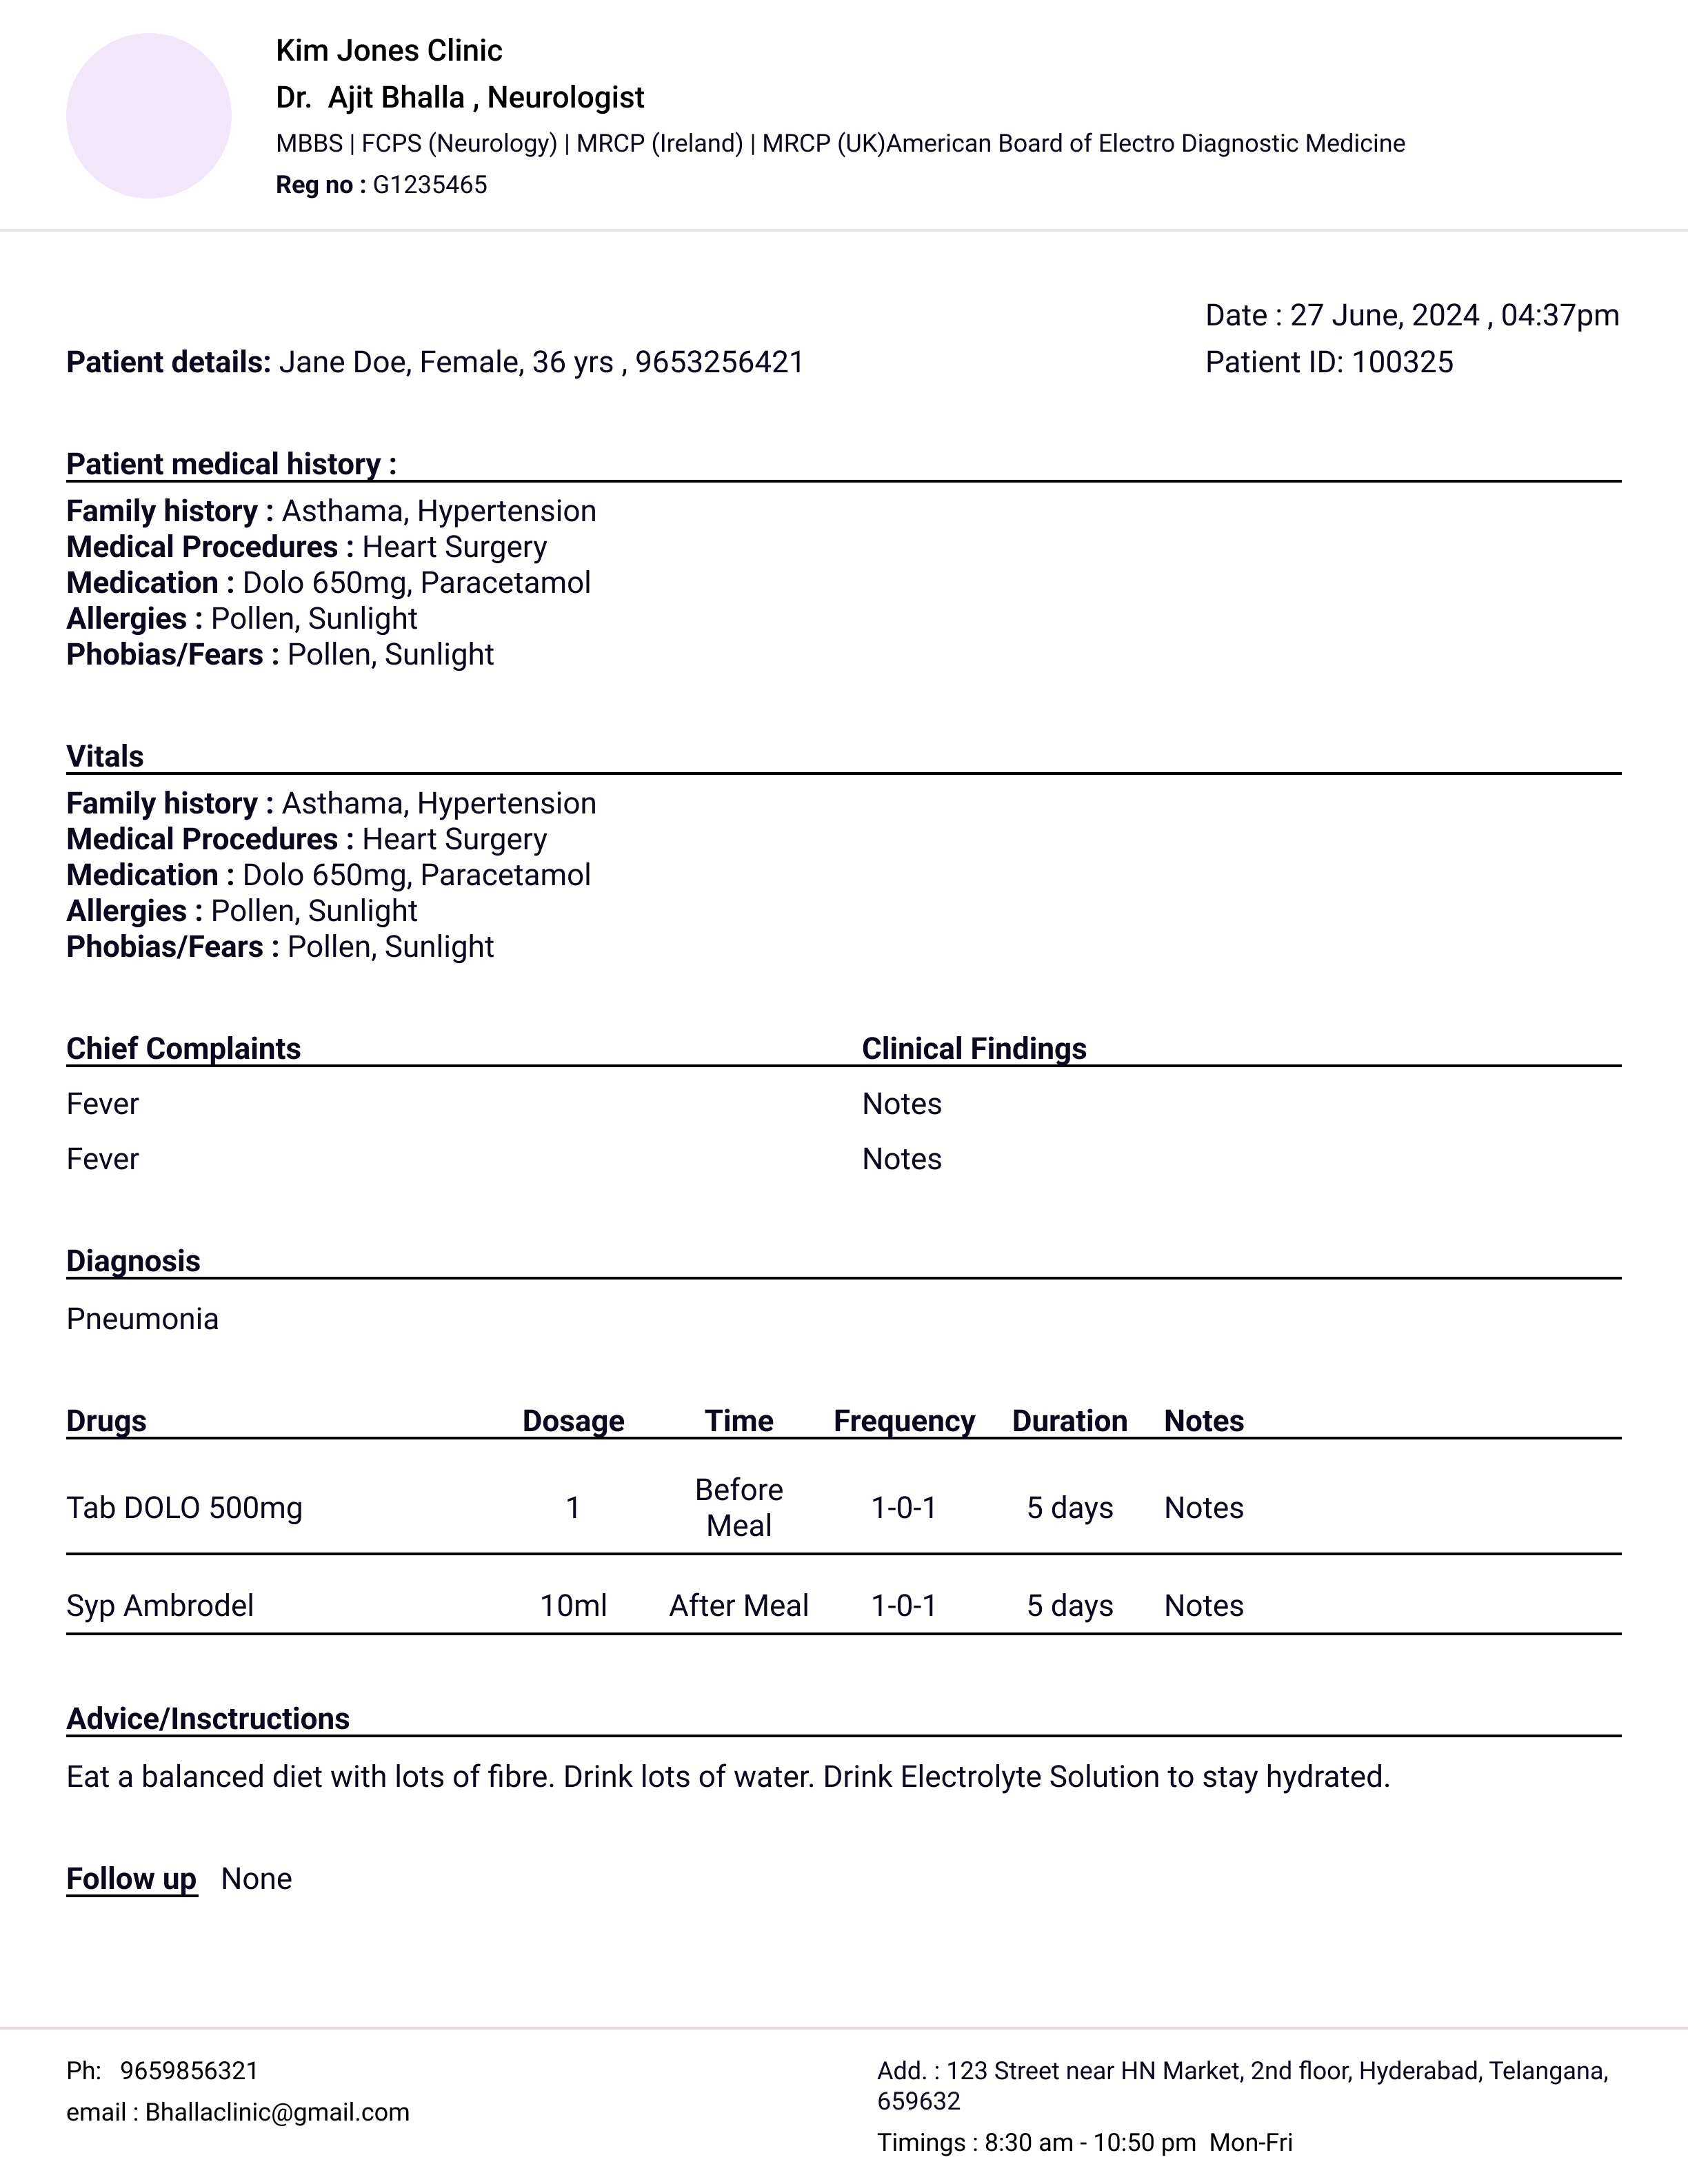 Kim Jones Clinic
Dr.  Ajit Bhalla , Neurologist
MBBS | FCPS (Neurology) | MRCP (Ireland) | MRCP (UK)American Board of Electro Diagnostic Medicine
Reg no : G1235465
Date : 27 June, 2024 , 04:37pm
Patient details: Jane Doe, Female, 36 yrs , 9653256421
Patient ID: 100325
Patient medical history :
Family history : Asthama, Hypertension
Medical Procedures : Heart Surgery
Medication : Dolo 650mg, Paracetamol
Allergies : Pollen, Sunlight
Phobias/Fears : Pollen, Sunlight
Vitals
Family history : Asthama, Hypertension
Medical Procedures : Heart Surgery
Medication : Dolo 650mg, Paracetamol
Allergies : Pollen, Sunlight
Phobias/Fears : Pollen, Sunlight
Chief Complaints Clinical Findings
Fever Notes
Fever Notes
Diagnosis
Pneumonia
Drugs Dosage Time Frequency Duration Notes
Tab DOLO 500mg 1 Before Meal 1-0-1 5 days Notes
Syp Ambrodel 10ml After Meal 1-0-1 5 days Notes
Advice/Insctructions
Eat a balanced diet with lots of fibre. Drink lots of water. Drink Electrolyte Solution to stay hydrated.
Follow up None
Ph:   9659856321
email : Bhallaclinic@gmail.com
Add. : 123 Street near HN Market, 2nd floor, Hyderabad, Telangana,
659632
Timings : 8:30 am - 10:50 pm  Mon-Fri